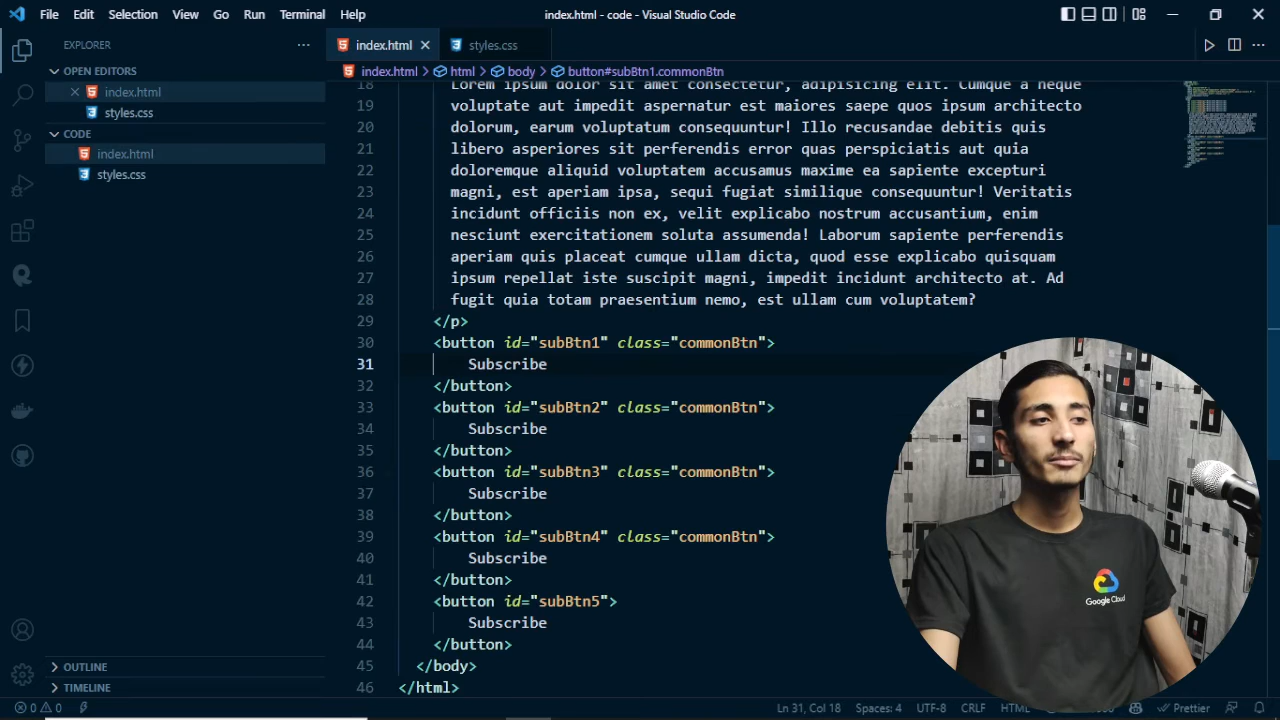 File Edit Selection View Go Run Terminal Help
index.html - code - Visual Studio Code
EXPLORER
OPEN EDITORS
index.html
styles.css
CODE
index.html
styles.css
OUTLINE
TIMELINE
index.html
styles.css
index.html > html > body > button#subBtn1.commonBtn
18 Lorem ipsum dolor sit amet consectetur, adipisicing elit. Cumque a neque
19 voluptate aut impedit aspernatur est maiores saepe quos ipsum architecto
20 dolorum, earum voluptatum consequuntur! Illo recusandae debitis quis
21 libero asperiores sit perferendis error quas perspiciatis aut quia
22 doloremque aliquid voluptatem accusamus maxime ea sapiente excepturi
23 magni, est aperiam ipsa, sequi fugiat similique consequuntur! Veritatis
24 incidunt officiis non ex, velit explicabo nostrum accusantium, enim
25 nesciunt exercitationem soluta assumenda! Laborum sapiente perferendis
26 aperiam quis placeat cumque ullam dicta, quod esse explicabo quisquam
27 ipsum repellat iste suscipit magni, impedit incidunt architecto at. Ad
28 fugit quia totam praesentium nemo, est ullam cum voluptatem?
29 </p>
30 <button id="subBtn1" class="commonBtn">
31 Subscribe
32 </button>
33 <button id="subBtn2" class="commonBtn">
34 Subscribe
35 </button>
36 <button id="subBtn3" class="commonBtn">
37 Subscribe
38 </button>
39 <button id="subBtn4" class="commonBtn">
40 Subscribe
41 </button>
42 <button id="subBtn5">
43 Subscribe
44 </button>
45 </body>
46 </html>
Google Cloud
0 0
Ln 31, Col 18 Spaces: 4 UTF-8 CRLF HTML
Prettier